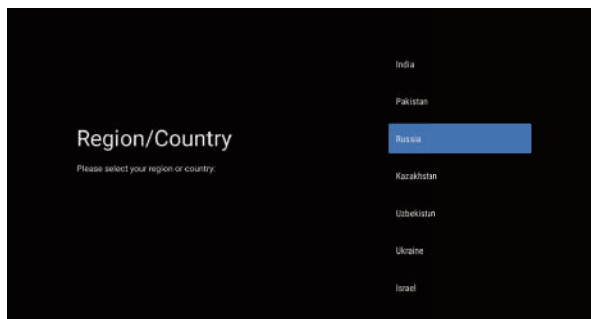 Region/Country
Please select your region or country:
India
Pakistan
Russia
Kazakhstan
Uzbekistan
Ukraine
Israel